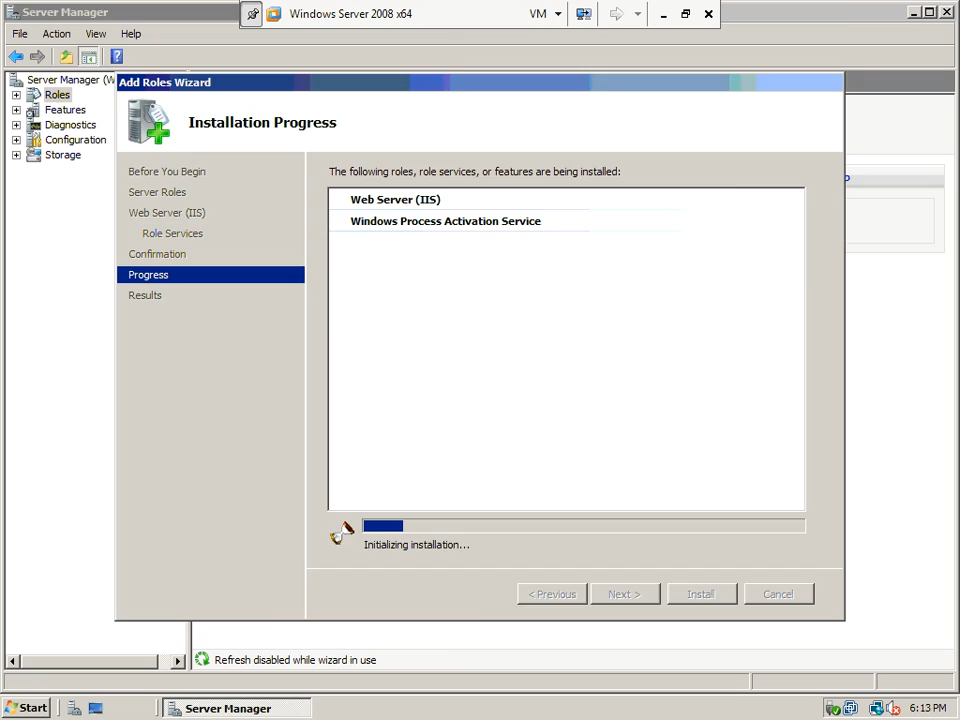 Server Manager
Windows Server 2008 x64
VM
File Action View Help
Server Manager (W
Roles
Features
Diagnostics
Configuration
Storage
Add Roles Wizard
Installation Progress
Before You Begin
Server Roles
Web Server (IIS)
Role Services
Confirmation
Progress
Results
The following roles, role services, or features are being installed:
Web Server (IIS)
Windows Process Activation Service
Initializing installation...
< Previous
Next >
Install
Cancel
Refresh disabled while wizard in use
Start
Server Manager
6:13 PM